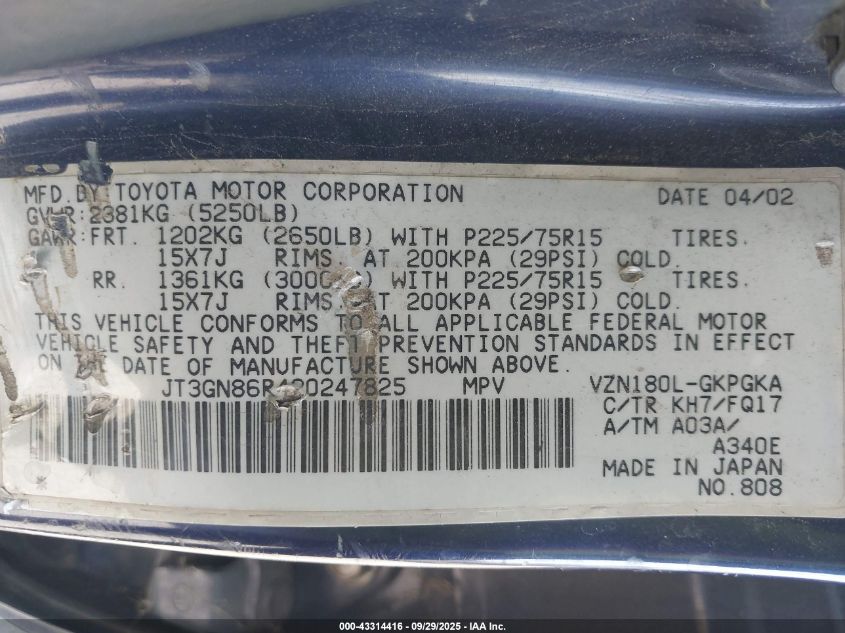 MFD. BY TOYOTA MOTOR CORPORATION DATE 04/02
GVWR: 2381KG (5250LB)
GAWR: FRT. 1202KG (2650LB) WITH P225/75R15 TIRES.
15X7J RIMS. AT 200KPA (29PSI) COLD.
RR. 1361KG WITH P225/75R15 TIRES.
15X7J RIMS AT 200KPA (29PSI) COLD.
THIS VEHICLE CONFORMS TO ALL APPLICABLE FEDERAL MOTOR
VEHICLE SAFETY AND THEFT PREVENTION STANDARDS IN EFFECT
ON THE DATE OF MANUFACTURE SHOWN ABOVE.
MPV VZN180L-GKPGKA
C/TR KH7/FQ17
A/TM A03A/
A340E
MADE IN JAPAN
NO.808
000-43314416 - 09/29/2025 - IAA Inc.